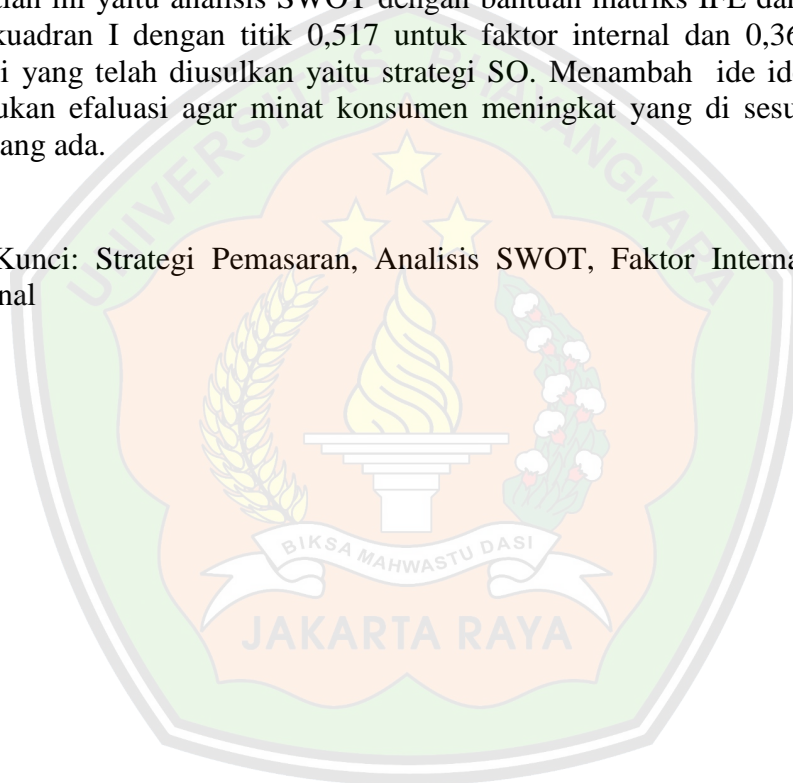 ini yaitu analisis SWOT dengan bantuan matriks IFE dan
kuadran I dengan titik 0,517 untuk faktor internal dan 0,36
i yang telah diusulkan yaitu strategi SO. Menambah ide id
ukan efaluasi agar minat konsumen meningkat yang di sesu
ang ada.
Kunci: Strategi Pemasaran, Analisis SWOT, Faktor Interna
nal
UNIVERSITAS BHAYANGKARA
BIKSA MAHWASTU DASI
JAKARTA RAYA